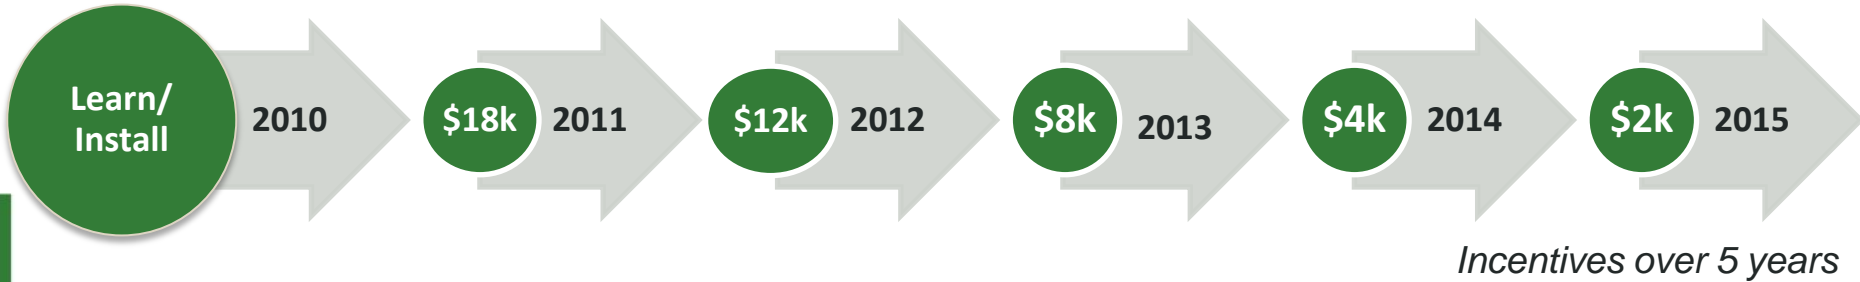 Learn/
Install
2010
$18k
2011
$12k
2012
$8k
2013
$4k
2014
$2k
2015
Incentives over 5 years